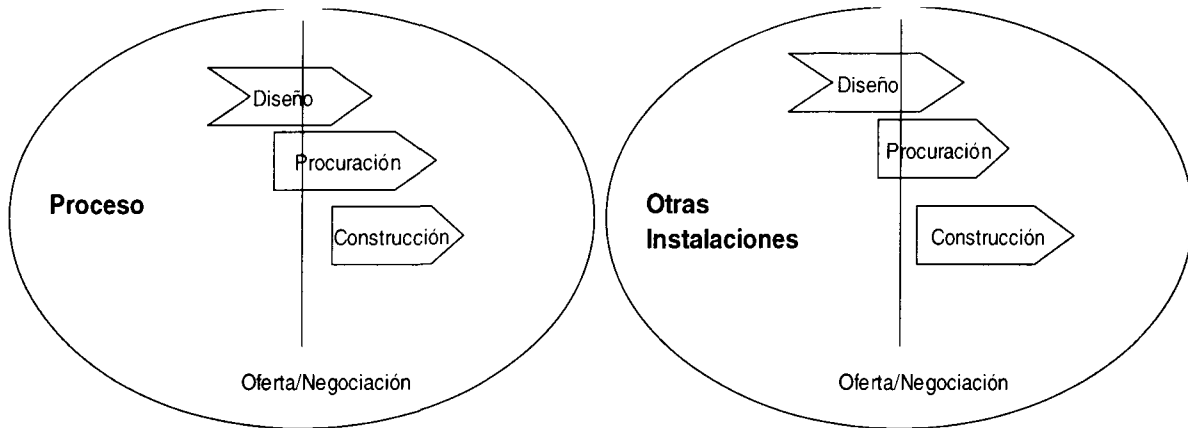 Diseño
Procuración
Proceso
Construcción
Oferta/Negociación
Diseño
Procuración
Otras
Instalaciones
Construcción
Oferta/Negociación